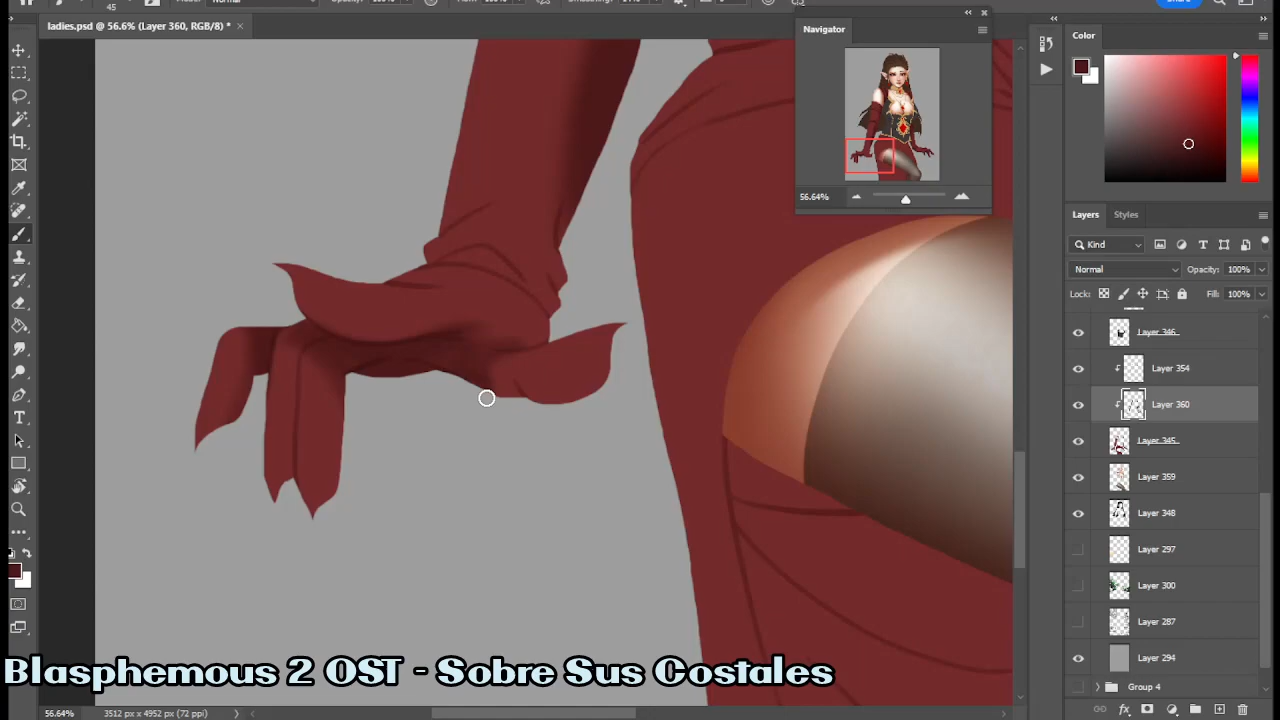 45
ladies.psd @ 56.6% (Layer 360, RGB/8) *
Navigator
56.64%
Color
Layers
Styles
Kind
Normal
Opacity: 100%
Lock:
Fill: 100%
Layer 346
Layer 354
Layer 360
Layer 345
Layer 359
Layer 348
Layer 297
Layer 300
Layer 287
Layer 294
Group 4
Blasphemous 2 OST - Sobre Sus Costales
56.64%
3512 px x 4952 px (72 ppi)